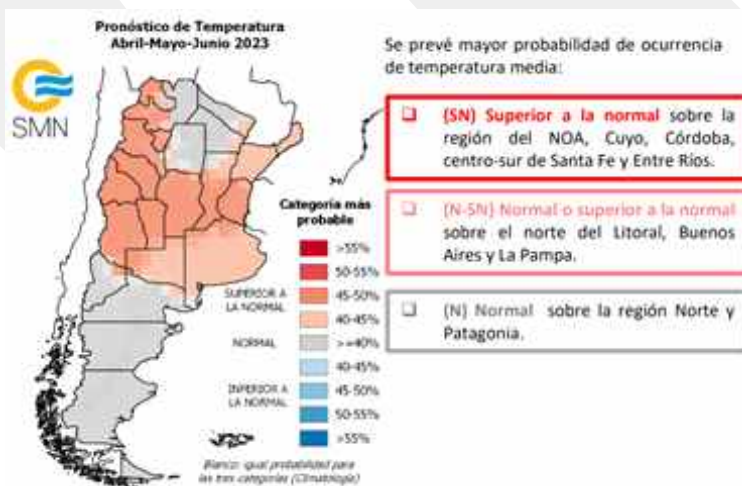 Pronóstico de Temperatura
Abril-Mayo-Junio 2023
SMN
Categoría más
probable
>55%
50-55%
SUPERIOR A
LA NORMAL
45-50%
40-45%
NORMAL
>=40%
40-45%
INFERIOR A
LA NORMAL
45-50%
50-55%
>55%
Blanco: igual probabilidad para
las tres categorías (Climatología)
Se prevé mayor probabilidad de ocurrencia
de temperatura media:
(SN) Superior a la normal sobre la
región del NOA, Cuyo, Córdoba,
centro-sur de Santa Fe y Entre Ríos.
(N-SN) Normal o superior a la normal
sobre el norte del Litoral, Buenos
Aires y La Pampa.
(N) Normal sobre la región Norte y
Patagonia.